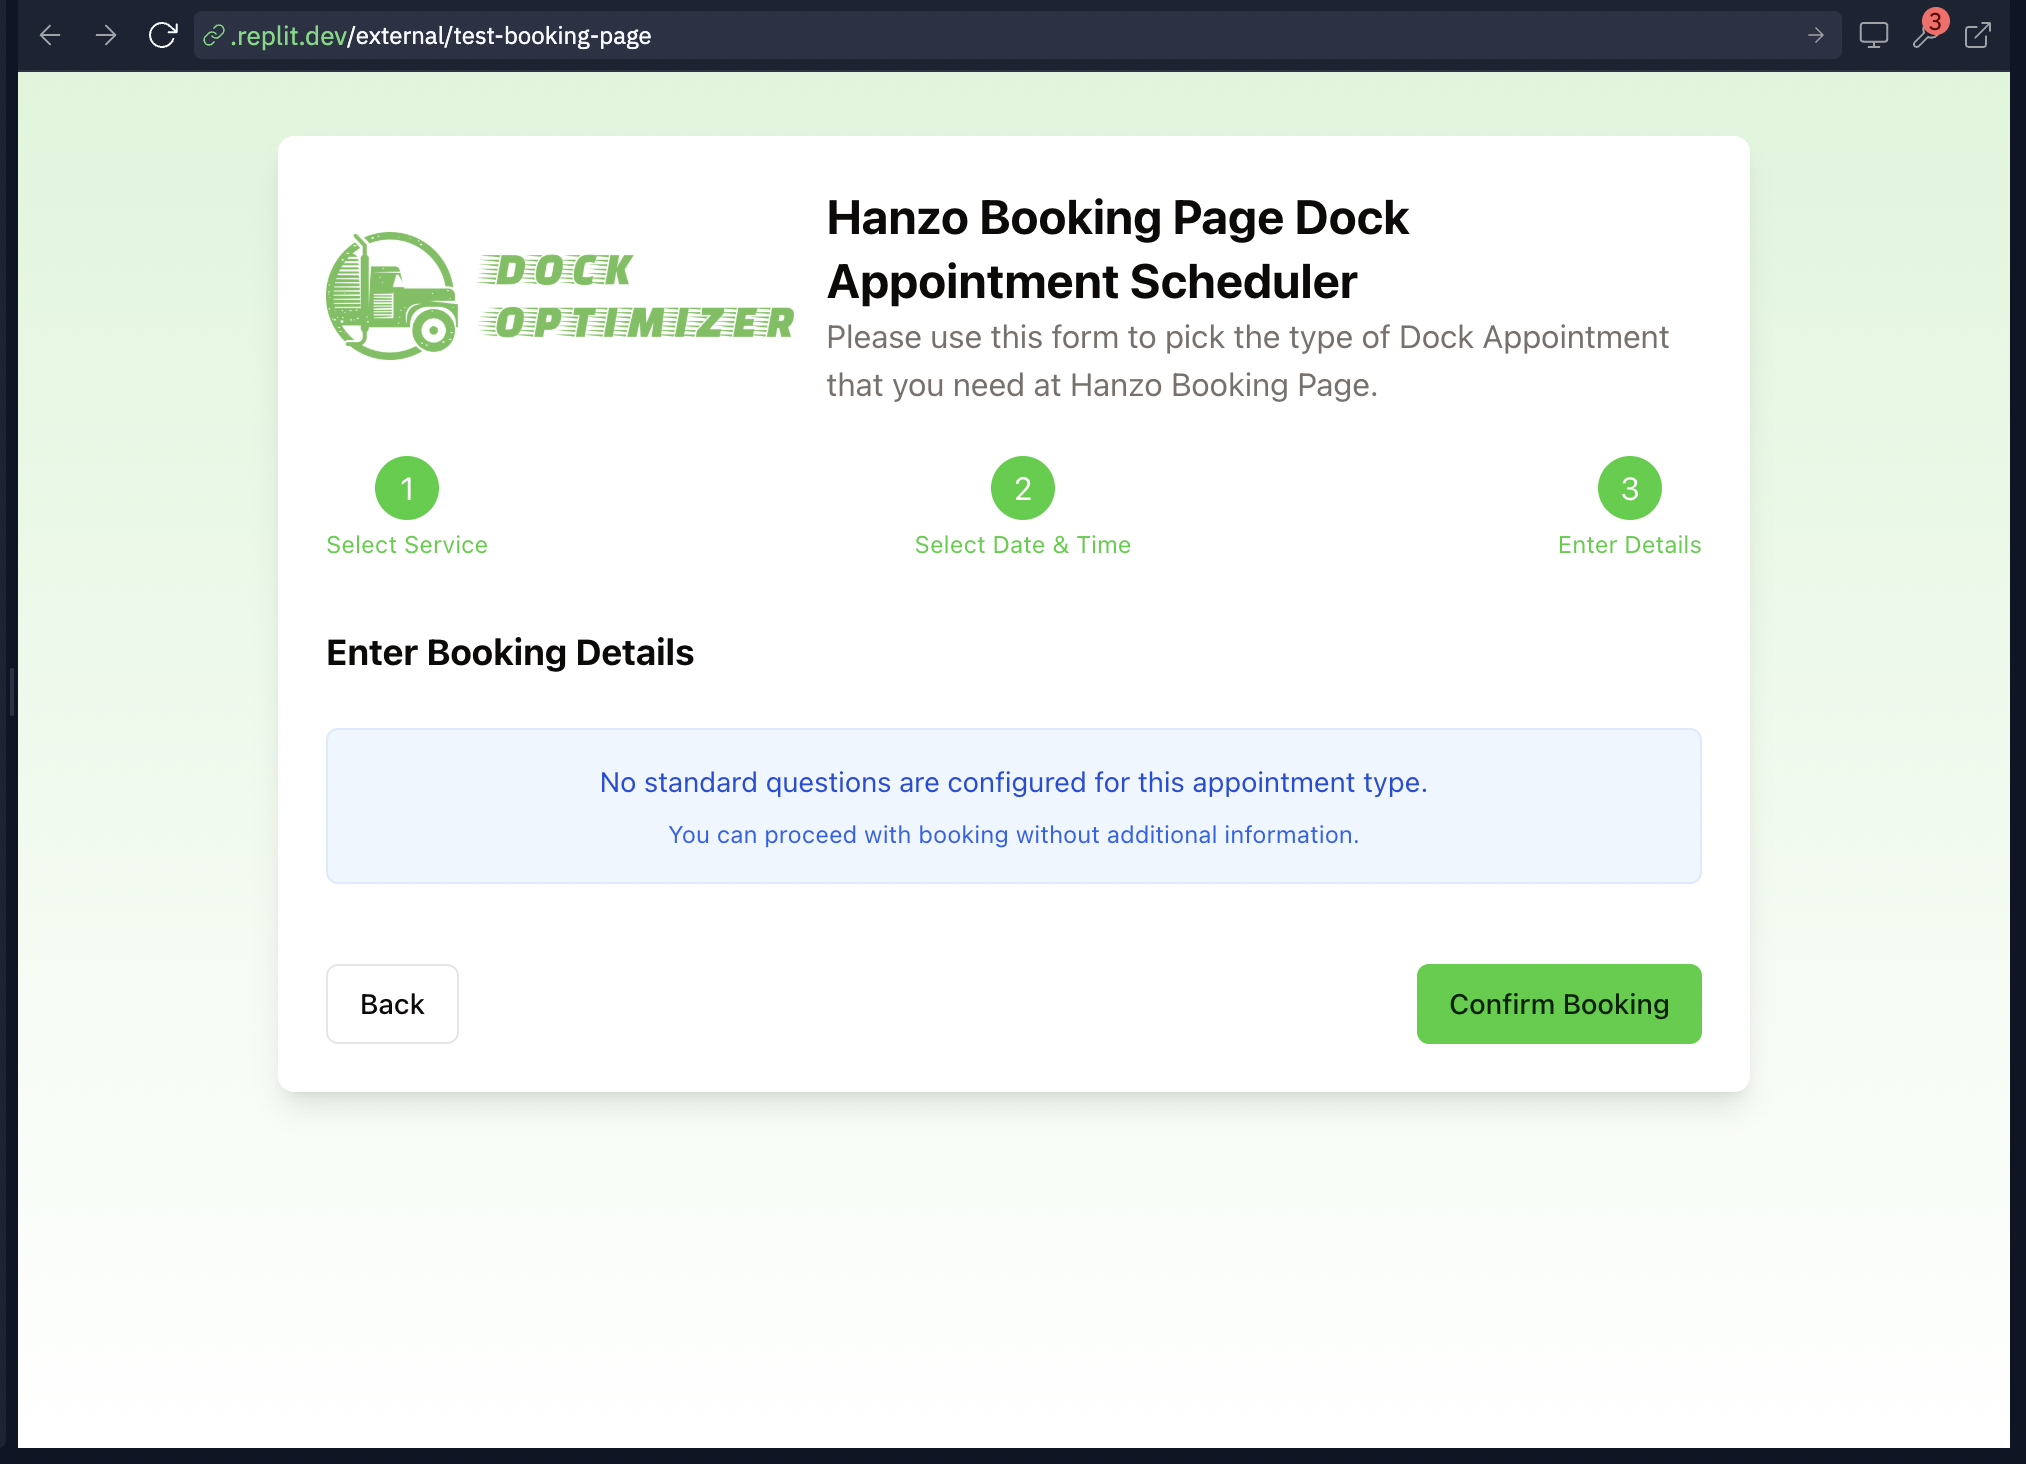 .replit.dev/external/test-booking-page
3
DOCK
OPTIMIZER
Hanzo Booking Page Dock
Appointment Scheduler
Please use this form to pick the type of Dock Appointment
that you need at Hanzo Booking Page.
1
Select Service
2
Select Date & Time
3
Enter Details
Enter Booking Details
No standard questions are configured for this appointment type.
You can proceed with booking without additional information.
Back
Confirm Booking